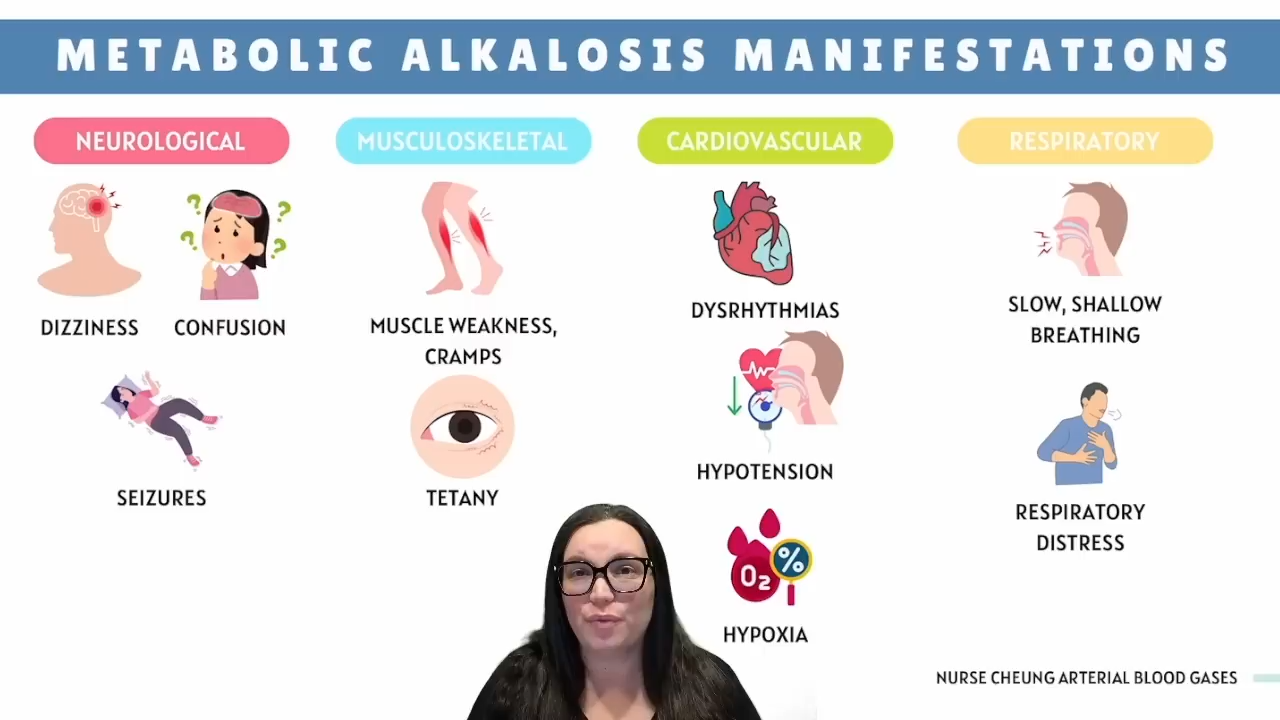 METABOLIC ALKALOSIS MANIFESTATIONS
NEUROLOGICAL
DIZZINESS
CONFUSION
SEIZURES
MUSCULOSKELETAL
MUSCLE WEAKNESS,
CRAMPS
TETANY
CARDIOVASCULAR
DYSRHYTHMIAS
HYPOTENSION
O2
%
HYPOXIA
RESPIRATORY
SLOW, SHALLOW
BREATHING
RESPIRATORY
DISTRESS
NURSE CHEUNG ARTERIAL BLOOD GASES